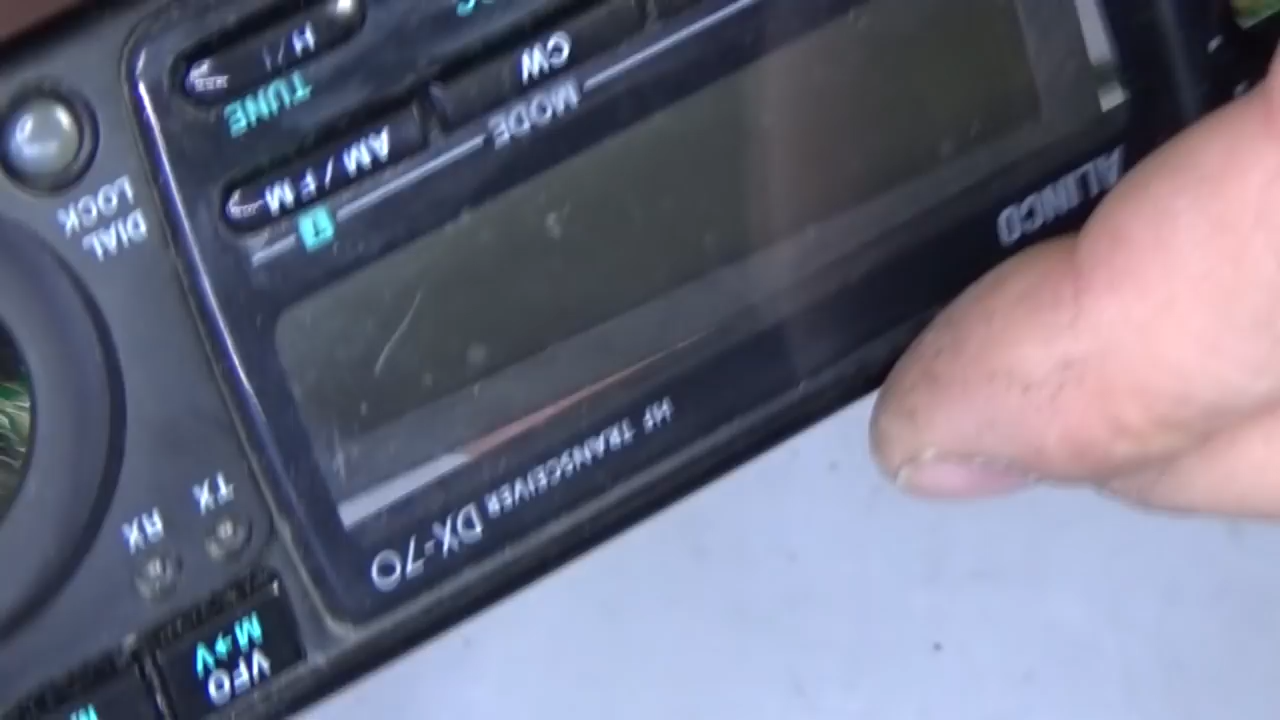 ALINCO
HF TRANSCEIVER DX-70
MODE
CW
AM / FM
TUNE
DIAL
LOCK
TX
RX
VFO
M→V